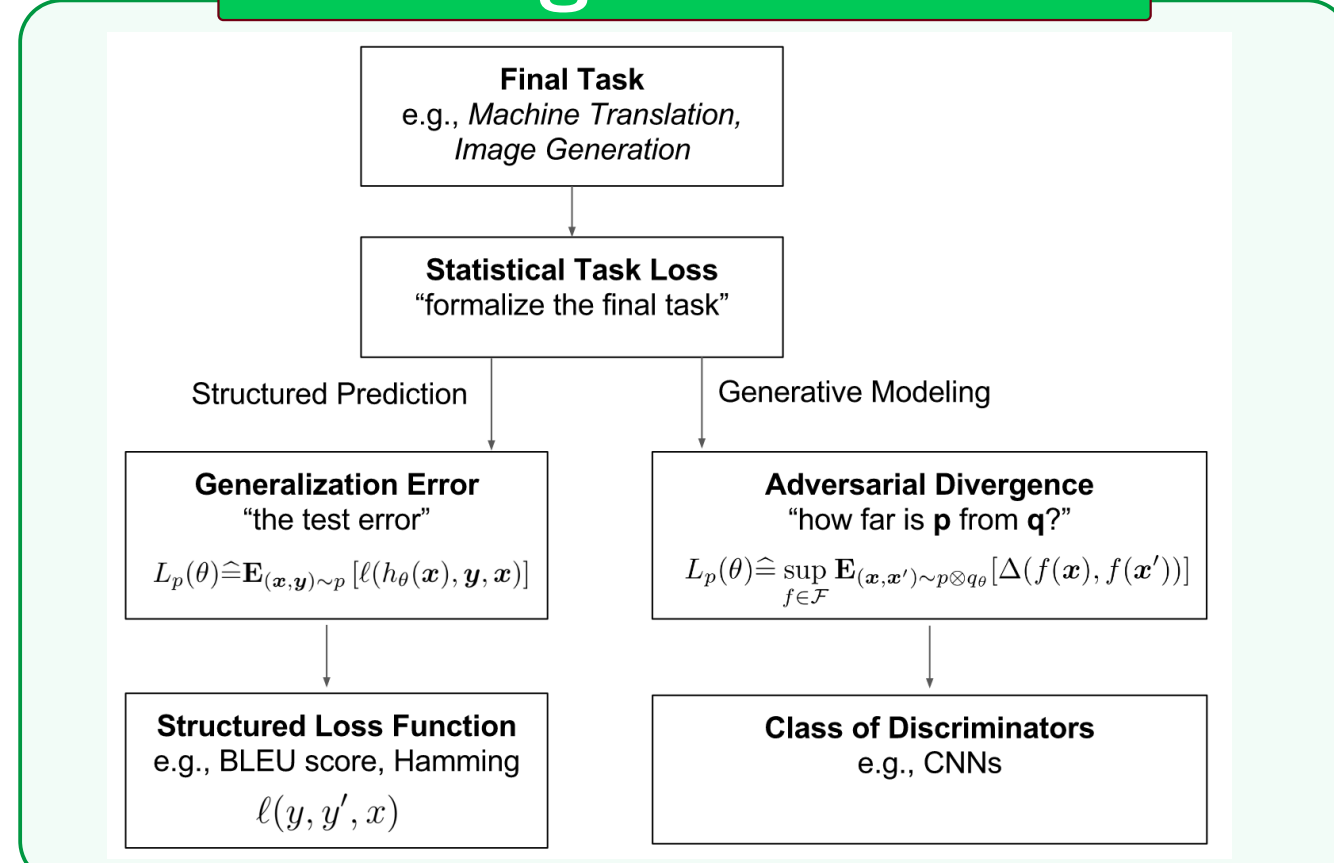 Final Task
e.g., Machine Translation,
Image Generation
Statistical Task Loss
“formalize the final task”
Structured Prediction
Generative Modeling
Generalization Error
“the test error”
L_p(θ)≙E_{(x,y)∼p} [ℓ(h_θ(x), y, x)]
Adversarial Divergence
“how far is p from q?”
L_p(θ)≙ sup_{f∈F} E_{(x,x′)∼p⊗q_θ}[Δ(f(x), f(x′))]
Structured Loss Function
e.g., BLEU score, Hamming
ℓ(y, y′, x)
Class of Discriminators
e.g., CNNs